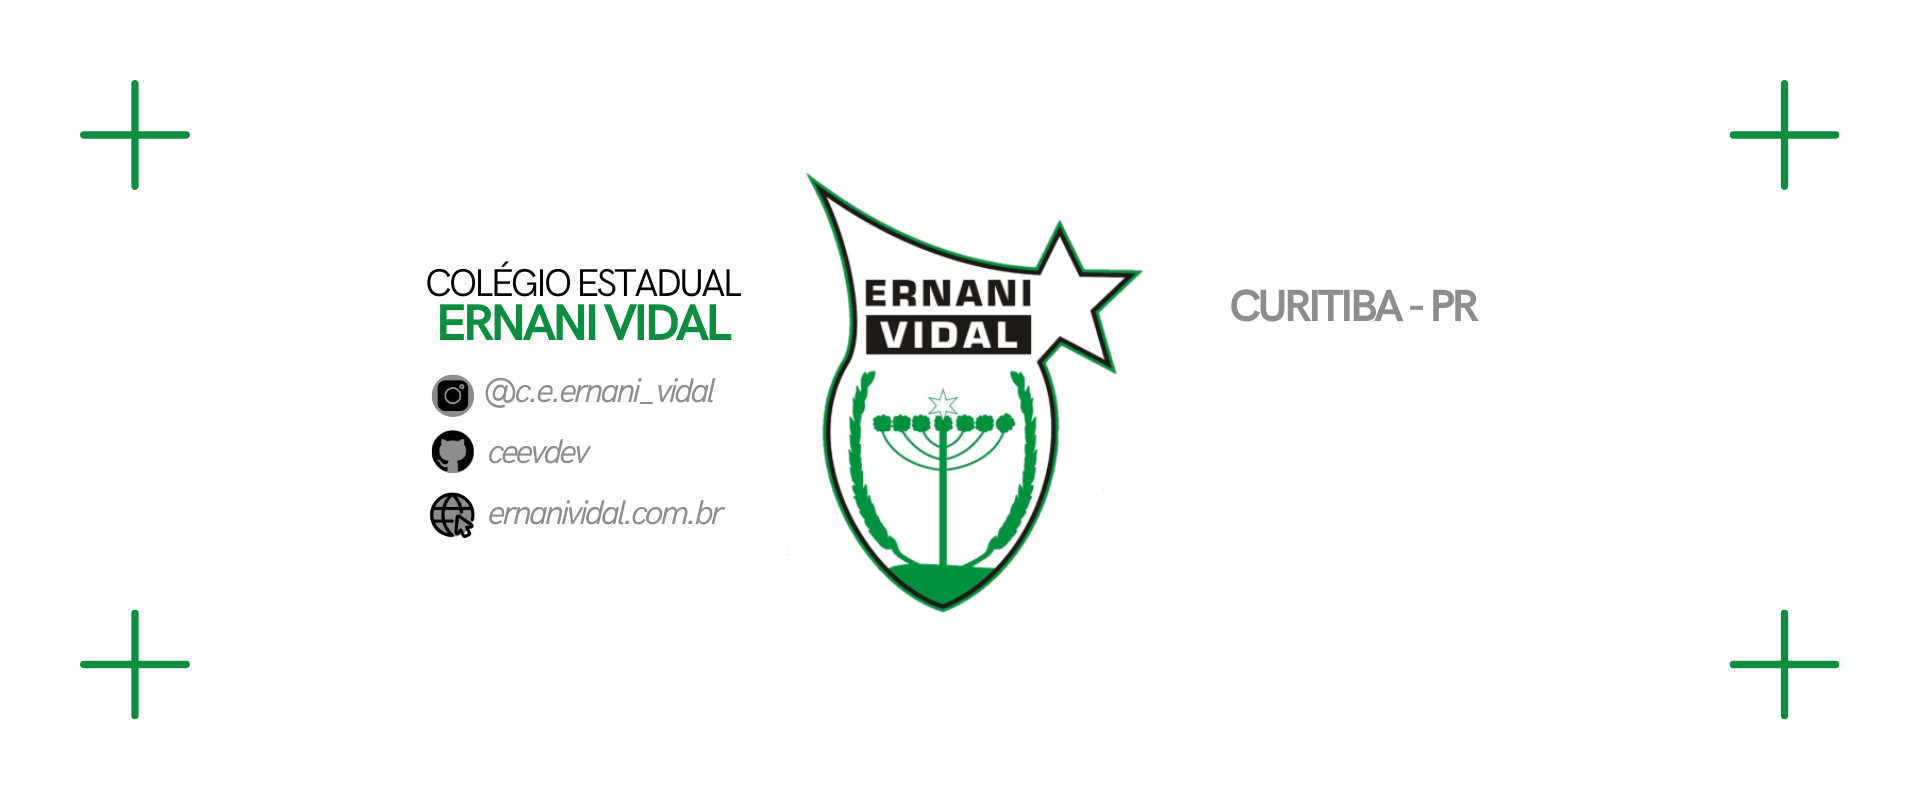 COLÉGIO ESTADUAL
ERNANI VIDAL
@c.e.ernani_vidal
ceevdev
ernanividal.com.br
ERNANI
VIDAL
CURITIBA - PR